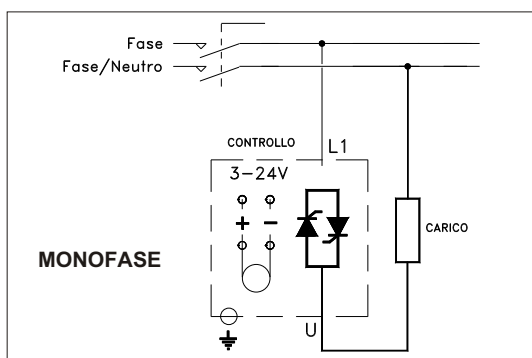 Fase
Fase/Neutro
CONTROLLO
L1
3-24V
+ -
CARICO
MONOFASE
U